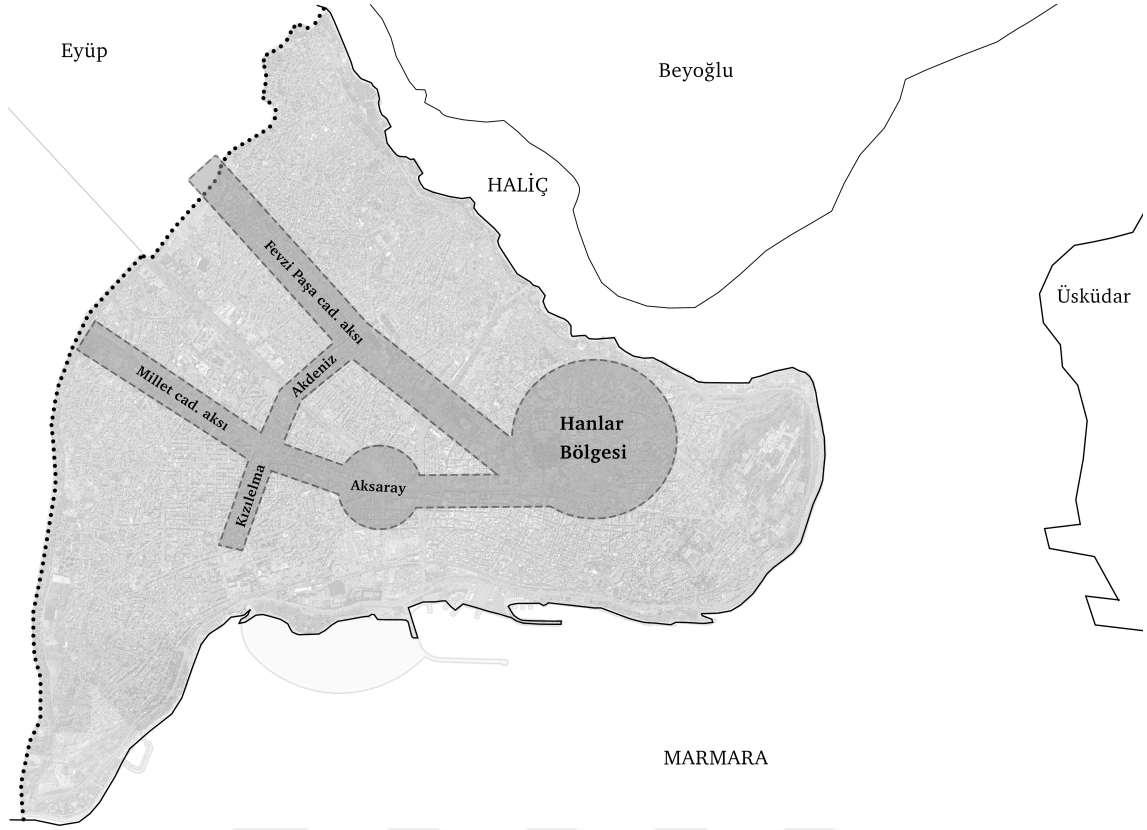 Eyüp
Beyoğlu
HALİÇ
Üsküdar
Fevzi Paşa cad. aksı
Akdeniz
Millet cad. aksı
Hanlar
Bölgesi
Aksaray
Kızılelma
MARMARA